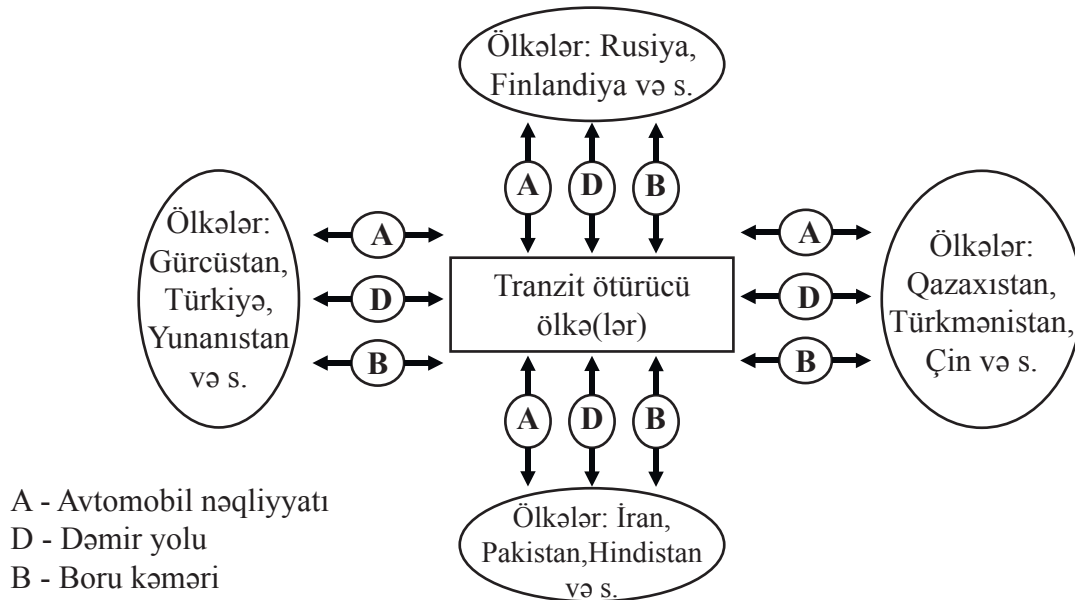 Ölkələr: Rusiya,
Finlandiya və s.
A
D
B
Ölkələr:
Gürcüstan,
Türkiyə,
Yunanıstan
və s.
A
D
B
Tranzit ötürücü
ölkə(lər)
A
D
B
Ölkələr:
Qazaxıstan,
Türkmənistan,
Çin və s.
A
D
B
Ölkələr: İran,
Pakistan,Hindistan
və s.
A - Avtomobil nəqliyyatı
D - Dəmir yolu
B - Boru kəməri